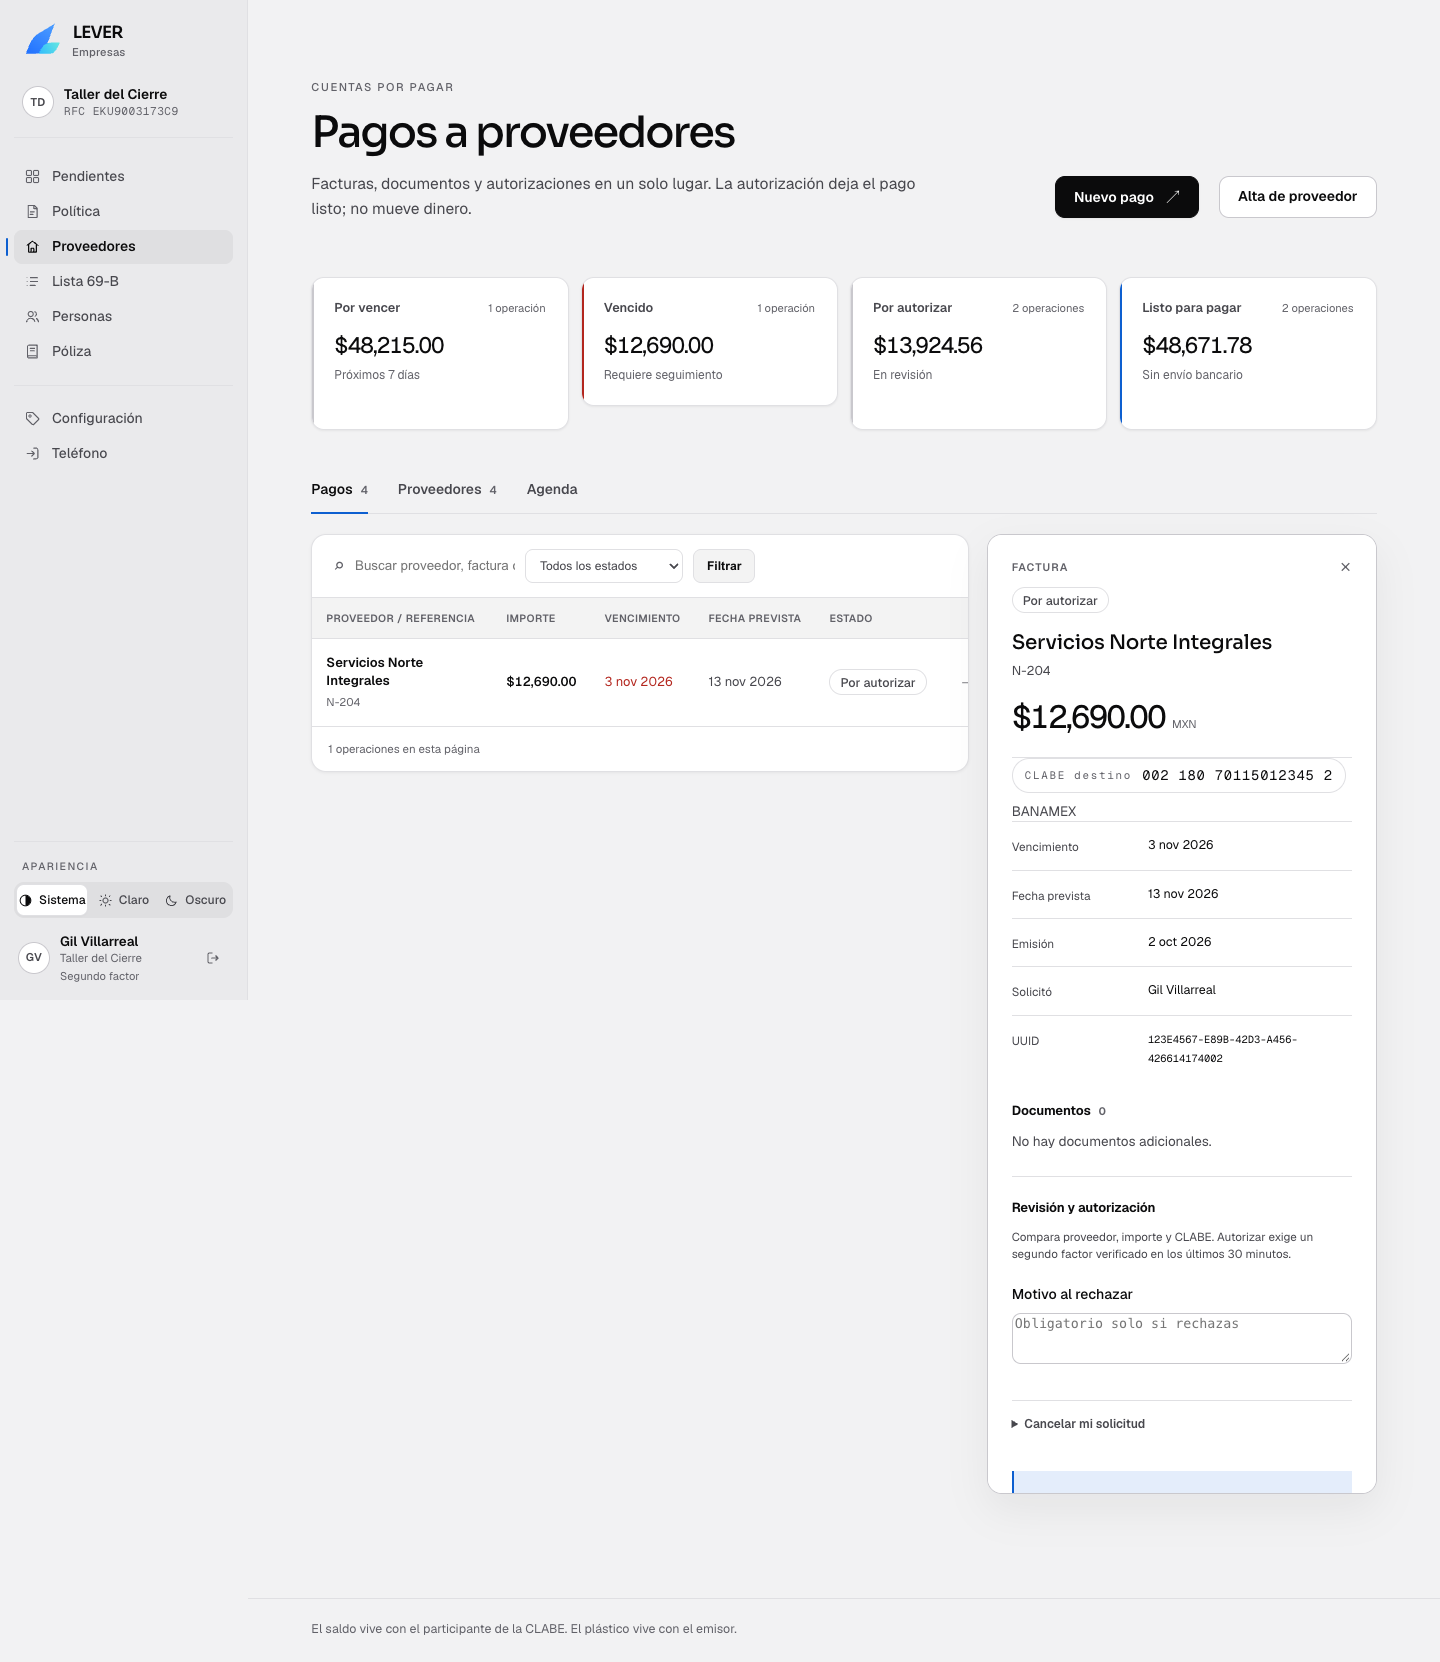 LEVER
Empresas
TD
Taller del Cierre
RFC EKU9003173C9
Pendientes
Política
Proveedores
Lista 69-B
Personas
Póliza
Configuración
Teléfono
APARIENCIA
Sistema Claro Oscuro
GV
Gil Villarreal
Taller del Cierre
Segundo factor
CUENTAS POR PAGAR
Pagos a proveedores
Facturas, documentos y autorizaciones en un solo lugar. La autorización deja el pago
listo; no mueve dinero.
Nuevo pago
Alta de proveedor
Por vencer 1 operación
$48,215.00
Próximos 7 días
Vencido 1 operación
$12,690.00
Requiere seguimiento
Por autorizar 2 operaciones
$13,924.56
En revisión
Listo para pagar 2 operaciones
$48,671.78
Sin envío bancario
Pagos 4 Proveedores 4 Agenda
Buscar proveedor, factura Todos los estados Filtrar
PROVEEDOR / REFERENCIA IMPORTE VENCIMIENTO FECHA PREVISTA ESTADO
Servicios Norte
Integrales
N-204
$12,690.00 3 nov 2026 13 nov 2026 Por autorizar
1 operaciones en esta página
FACTURA
Por autorizar
Servicios Norte Integrales
N-204
$12,690.00 MXN
CLABE destino 002 180 70115012345 2
BANAMEX
Vencimiento 3 nov 2026
Fecha prevista 13 nov 2026
Emisión 2 oct 2026
Solicitó Gil Villarreal
UUID 123E4567-E89B-42D3-A456-
426614174002
Documentos 0
No hay documentos adicionales.
Revisión y autorización
Compara proveedor, importe y CLABE. Autorizar exige un
segundo factor verificado en los últimos 30 minutos.
Motivo al rechazar
Obligatorio solo si rechazas
Cancelar mi solicitud
El saldo vive con el participante de la CLABE. El plástico vive con el emisor.